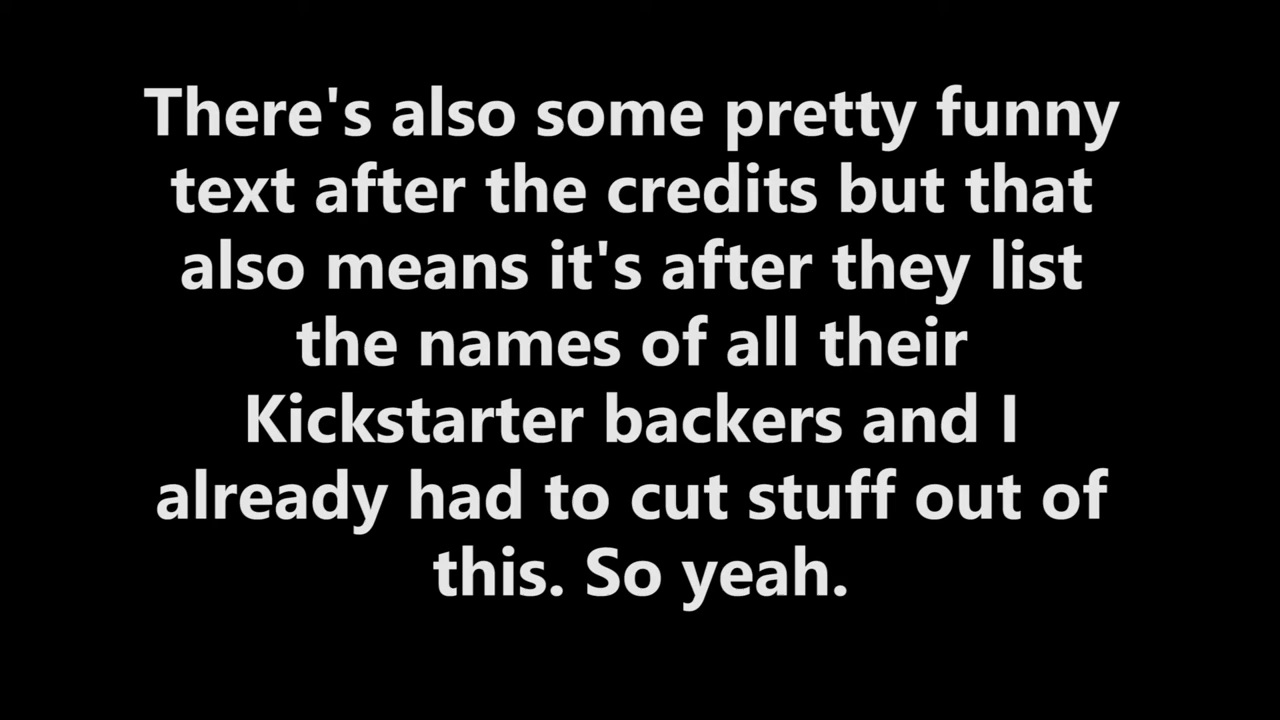 There's also some pretty funny
text after the credits but that
also means it's after they list
the names of all their
Kickstarter backers and I
already had to cut stuff out of
this. So yeah.